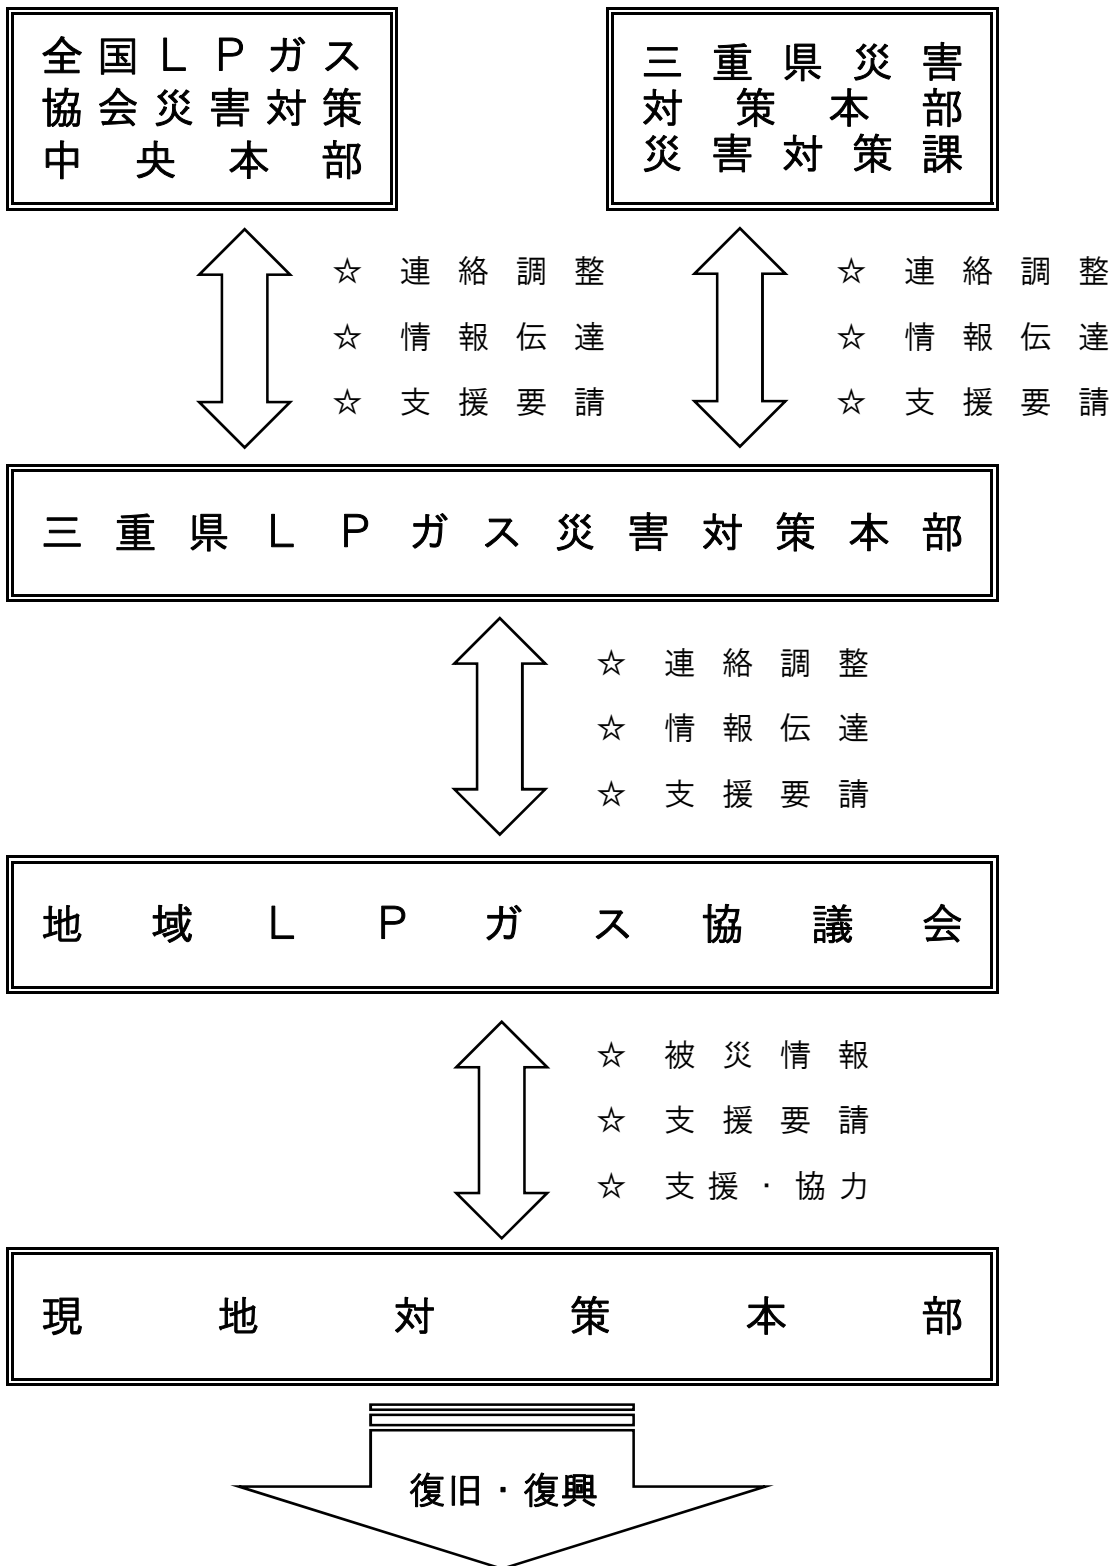 全国ＬＰガス
協会災害対策
中央本部
三重県災害
対策本部
災害対策課
☆ 連絡調整
☆ 情報伝達
☆ 支援要請
☆ 連絡調整
☆ 情報伝達
☆ 支援要請
三重県ＬＰガス災害対策本部
☆ 連絡調整
☆ 情報伝達
☆ 支援要請
地域ＬＰガス協議会
☆ 被災情報
☆ 支援要請
☆ 支援・協力
現地対策本部
復旧・復興